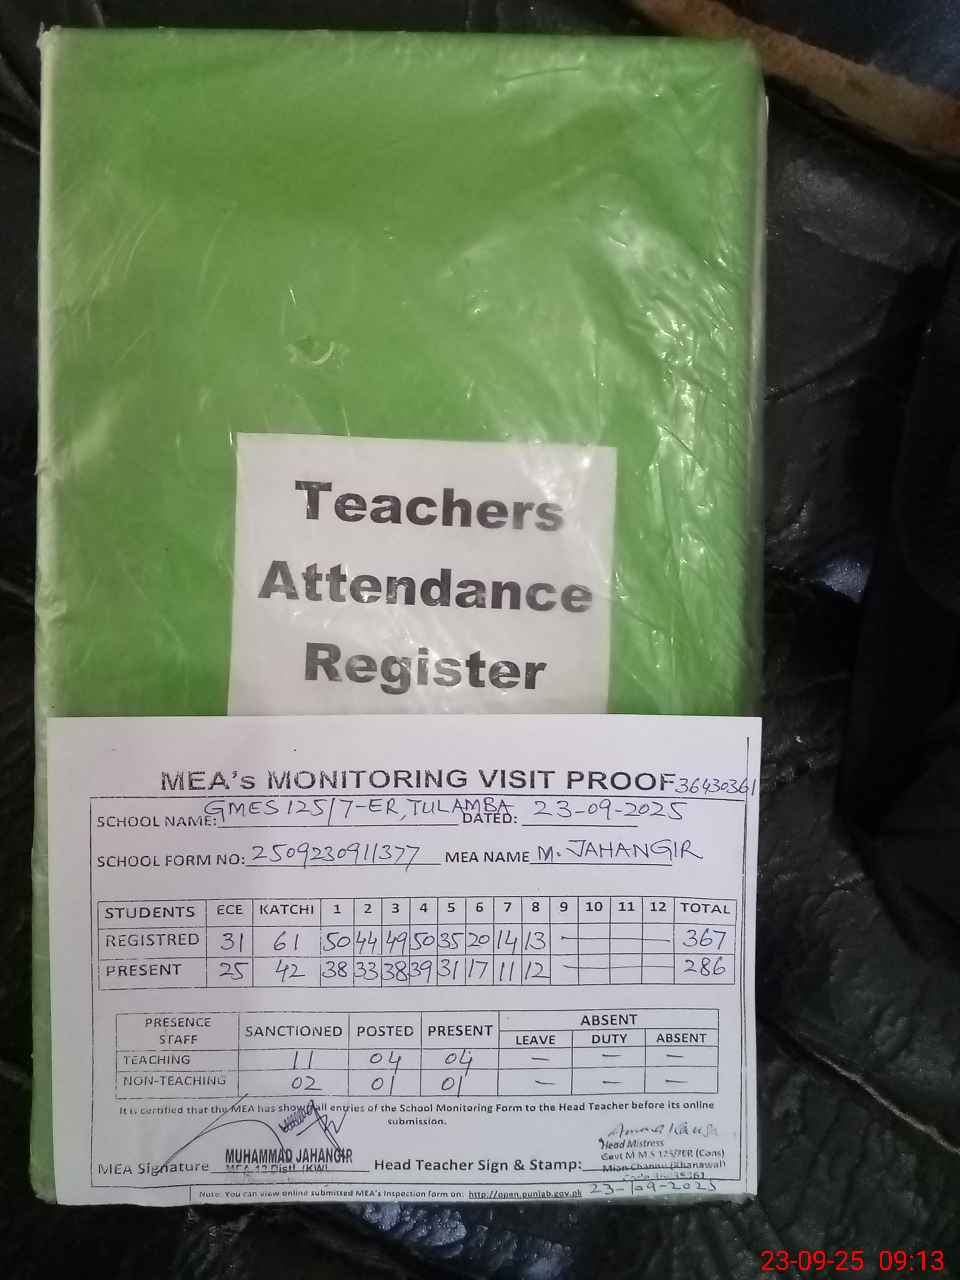 Teachers
Attendance
Register
MEA's MONITORING VISIT PROOF 36430361
SCHOOL NAME: GMES 125/7-ER, TULAMBA DATED: 23-09-2025
SCHOOL FORM NO: 2509230911377 MEA NAME M. JAHANGIR
STUDENTS ECE KATCHI 1 2 3 4 5 6 7 8 9 10 11 12 TOTAL
REGISTRED 31 61 50 44 49 50 35 20 14 13 — 367
PRESENT 25 42 38 33 38 39 31 17 11 12 — 286
PRESENCE STAFF SANCTIONED POSTED PRESENT ABSENT
LEAVE DUTY ABSENT
TEACHING 11 04 04 — — —
NON-TEACHING 02 01 01 — — —
It is certified that the MEA has shown all entries of the School Monitoring Form to the Head Teacher before its online
submission.
MEA Signature MUHAMMAD JAHANGIR
Head Teacher Sign & Stamp:
Head Mistress
Govt M M S 125/7ER (Cons)
Mian Channu (Khanawal)
23-09-2025
Note: You can view online submitted MEA's Inspection form on: http://open.punjab.gov.pk
23-09-25 09:13